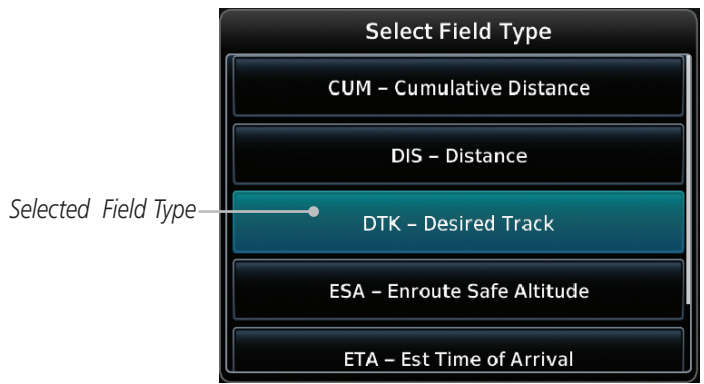 Select Field Type
CUM – Cumulative Distance
DIS – Distance
Selected Field Type
DTK – Desired Track
ESA – Enroute Safe Altitude
ETA – Est Time of Arrival